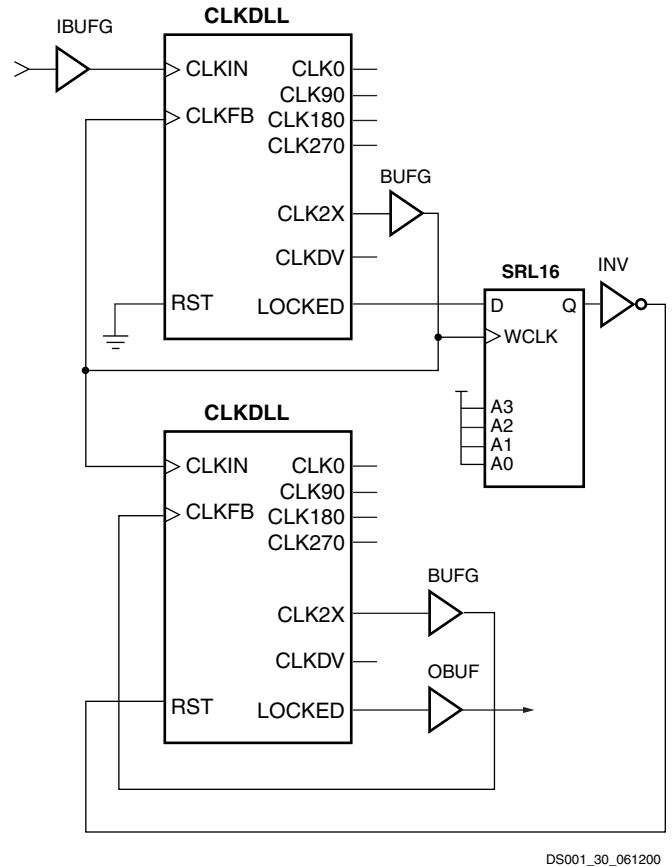 CLKDLL
IBUFG
CLKIN
CLKFB
CLK0
CLK90
CLK180
CLK270
BUFG
CLK2X
CLKDV
RST
LOCKED
SRL16
INV
D
Q
WCLK
A3
A2
A1
A0
CLKDLL
CLKIN
CLKFB
CLK0
CLK90
CLK180
CLK270
BUFG
CLK2X
CLKDV
OBUF
RST
LOCKED
DS001_30_061200